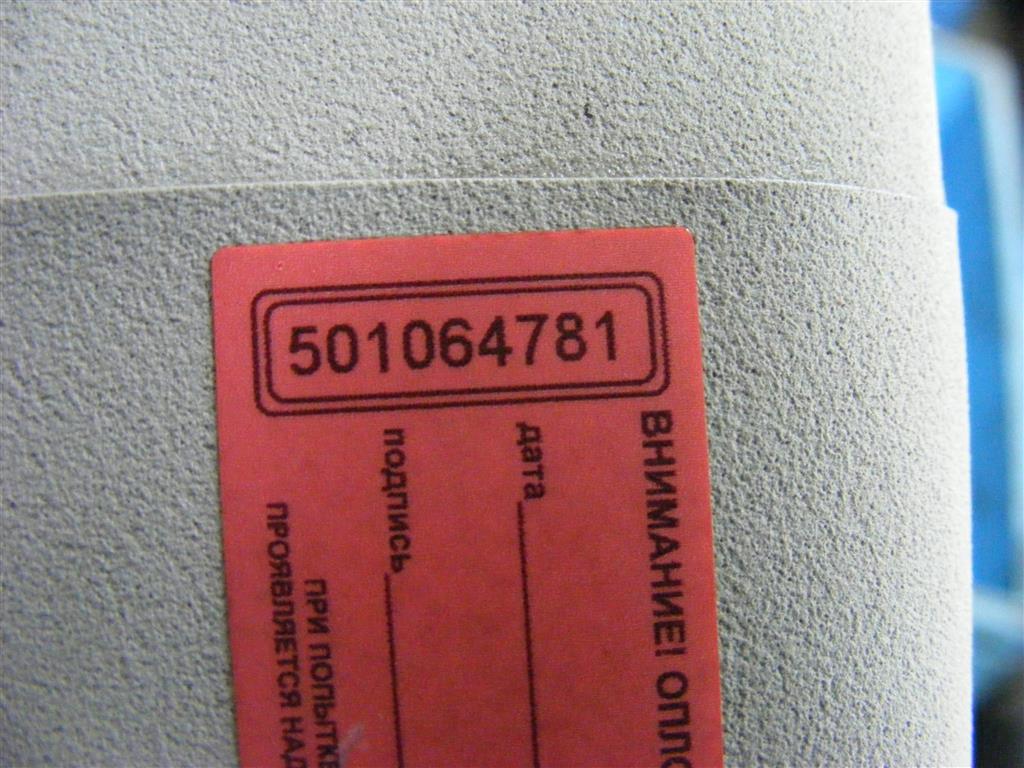 501064781
ВНИМАНИЕ! ОПЛО
дата
подпись
ПРИ ПОПЫТКЕ
ПРОЯВЛЯЕТСЯ НАД